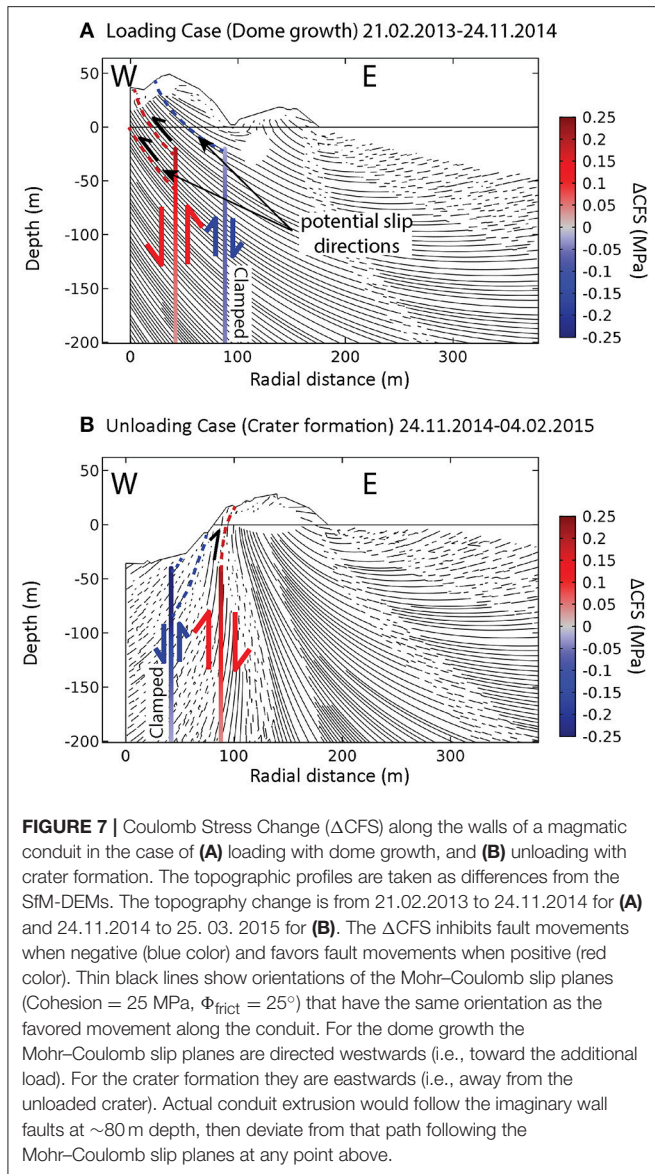 A Loading Case (Dome growth) 21.02.2013-24.11.2014
W
E
50
0
-50
-100
-150
-200
Depth (m)
potential slip
directions
Clamped
0
100
200
300
Radial distance (m)
0.25
0.2
0.15
0.1
0.05
0
-0.05
-0.1
-0.15
-0.2
-0.25
ΔCFS (MPa)
B Unloading Case (Crater formation) 24.11.2014-04.02.2015
W
E
50
0
-50
-100
-150
-200
Depth (m)
Clamped
0
100
200
300
Radial distance (m)
0.25
0.2
0.15
0.1
0.05
0
-0.05
-0.1
-0.15
-0.2
-0.25
ΔCFS (MPa)
FIGURE 7 | Coulomb Stress Change (ΔCFS) along the walls of a magmatic
conduit in the case of (A) loading with dome growth, and (B) unloading with
crater formation. The topographic profiles are taken as differences from the
SfM-DEMs. The topography change is from 21.02.2013 to 24.11.2014 for (A)
and 24.11.2014 to 25. 03. 2015 for (B). The ΔCFS inhibits fault movements
when negative (blue color) and favors fault movements when positive (red
color). Thin black lines show orientations of the Mohr–Coulomb slip planes
(Cohesion = 25 MPa, Φfrict = 25°) that have the same orientation as the
favored movement along the conduit. For the dome growth the
Mohr–Coulomb slip planes are directed westwards (i.e., toward the additional
load). For the crater formation they are eastwards (i.e., away from the
unloaded crater). Actual conduit extrusion would follow the imaginary wall
faults at ~80 m depth, then deviate from that path following the
Mohr–Coulomb slip planes at any point above.